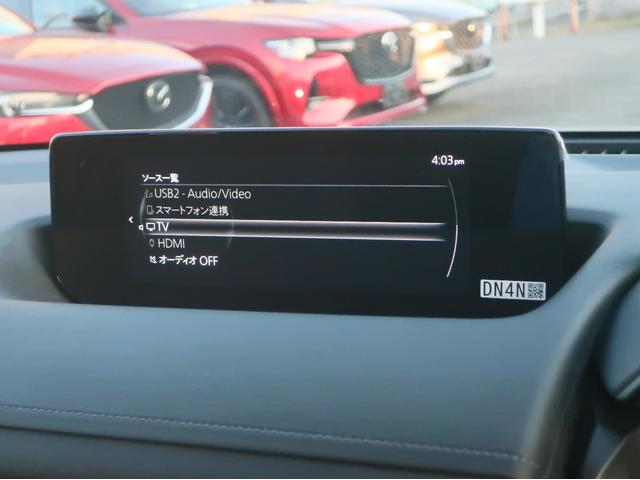 4:03pm
ソース一覧
USB2 - Audio/Video
スマートフォン連携
TV
HDMI
オーディオ OFF
DN4N